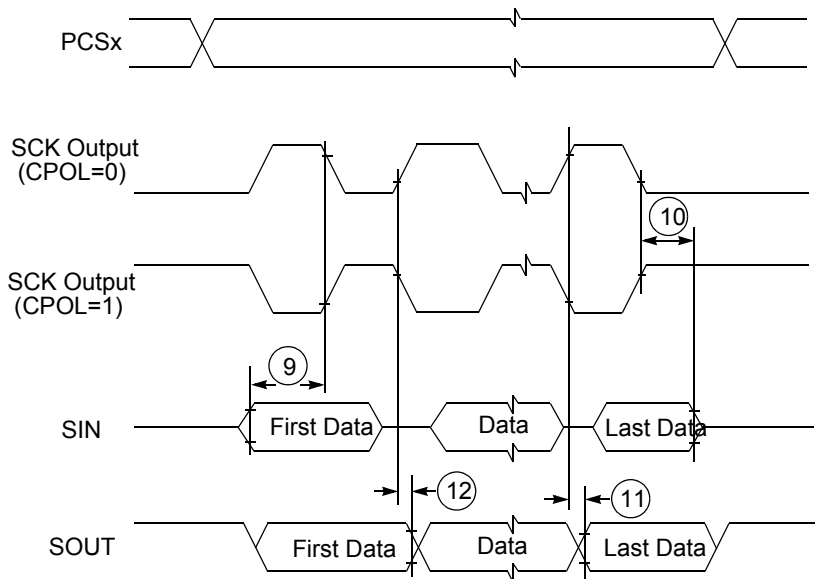 PCSx
SCK Output
(CPOL=0)
10
SCK Output
(CPOL=1)
9
SIN
First Data
Data
Last Data
12
11
SOUT
First Data
Data
Last Data